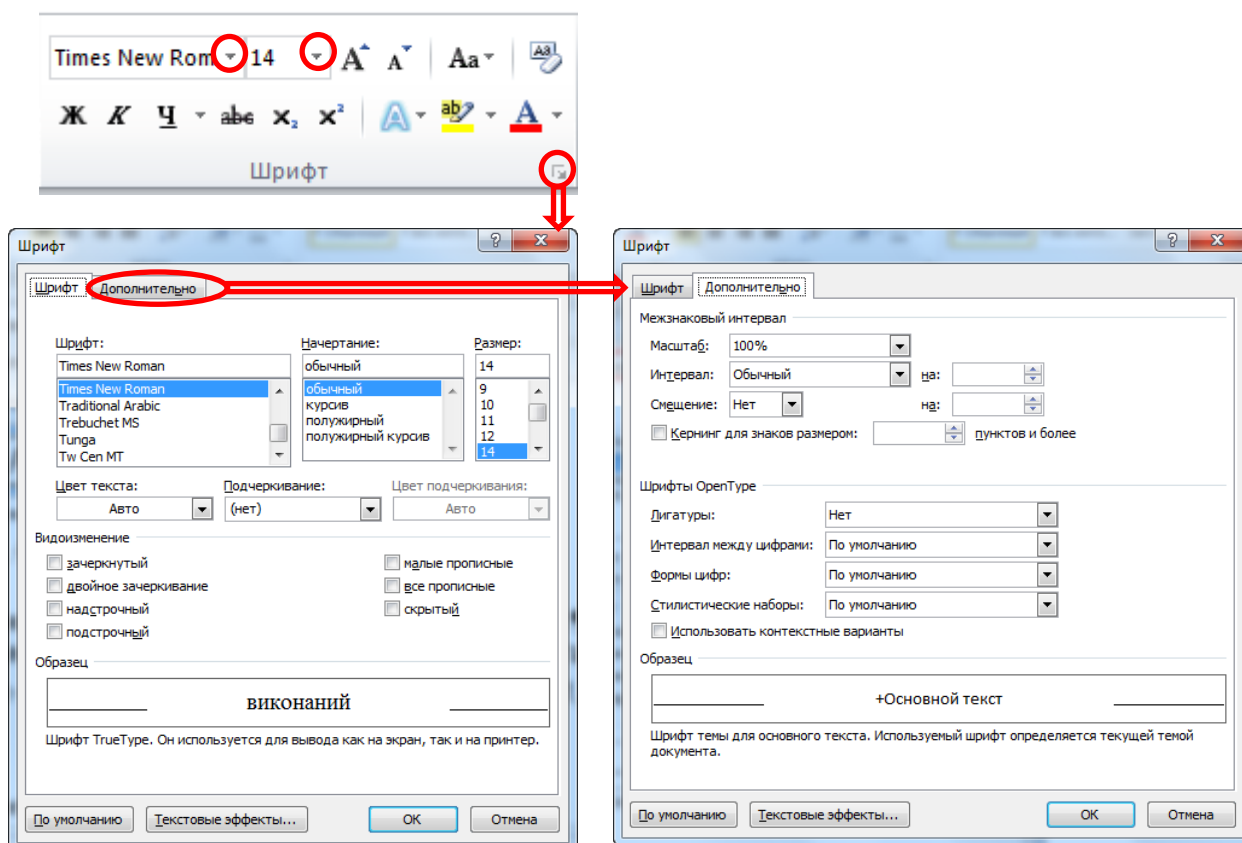 Times New Rom 14 A A Aa
Ж К Ч abc x₂ x² A ab A
Шрифт
Шрифт
Шрифт Дополнительно
Шрифт: Начертание: Размер:
Times New Roman обычный 14
Times New Roman обычный 9
Traditional Arabic курсив 10
Trebuchet MS полужирный 11
Tunga полужирный курсив 12
Tw Cen MT 14
Цвет текста: Подчеркивание: Цвет подчеркивания:
Авто (нет) Авто
Видоизменение
зачеркнутый малые прописные
двойное зачеркивание все прописные
надстрочный скрытый
подстрочный
Образец
виконаний
Шрифт TrueType. Он используется для вывода как на экран, так и на принтер.
По умолчанию Текстовые эффекты... ОК Отмена
Шрифт
Шрифт Дополнительно
Межзнаковый интервал
Масштаб: 100%
Интервал: Обычный на:
Смещение: Нет на:
Кернинг для знаков размером: пунктов и более
Шрифты OpenType
Лигатуры: Нет
Интервал между цифрами: По умолчанию
Формы цифр: По умолчанию
Стилистические наборы: По умолчанию
Использовать контекстные варианты
Образец
+Основной текст
Шрифт темы для основного текста. Используемый шрифт определяется текущей темой
документа.
По умолчанию Текстовые эффекты... ОК Отмена